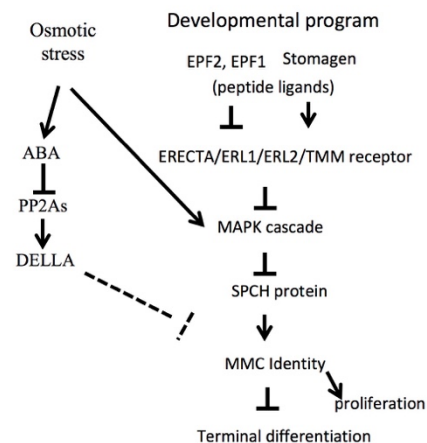 Developmental program
Osmotic
stress
EPF2, EPF1
Stomagen
(peptide ligands)
ABA
ERECTA/ERL1/ERL2/TMM receptor
PP2As
MAPK cascade
DELLA
SPCH protein
MMC Identity
proliferation
Terminal differentiation